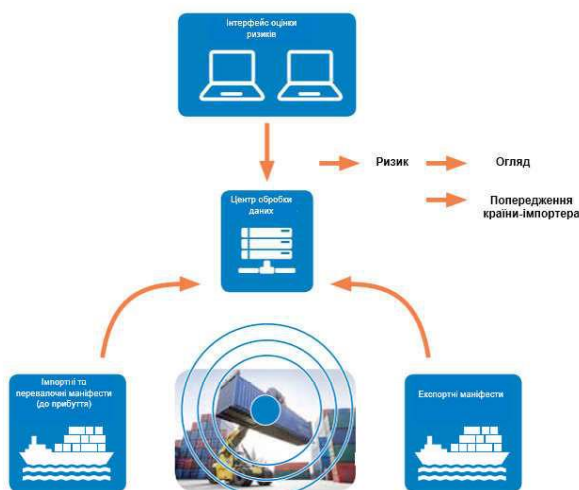 Інтерфейс оцінки
ризиків
Ризик
Огляд
Попередження
країни-імпортера
Центр обробки
даних
Імпортні та
перевалочні маніфести
(до прибуття)
Експортні маніфести